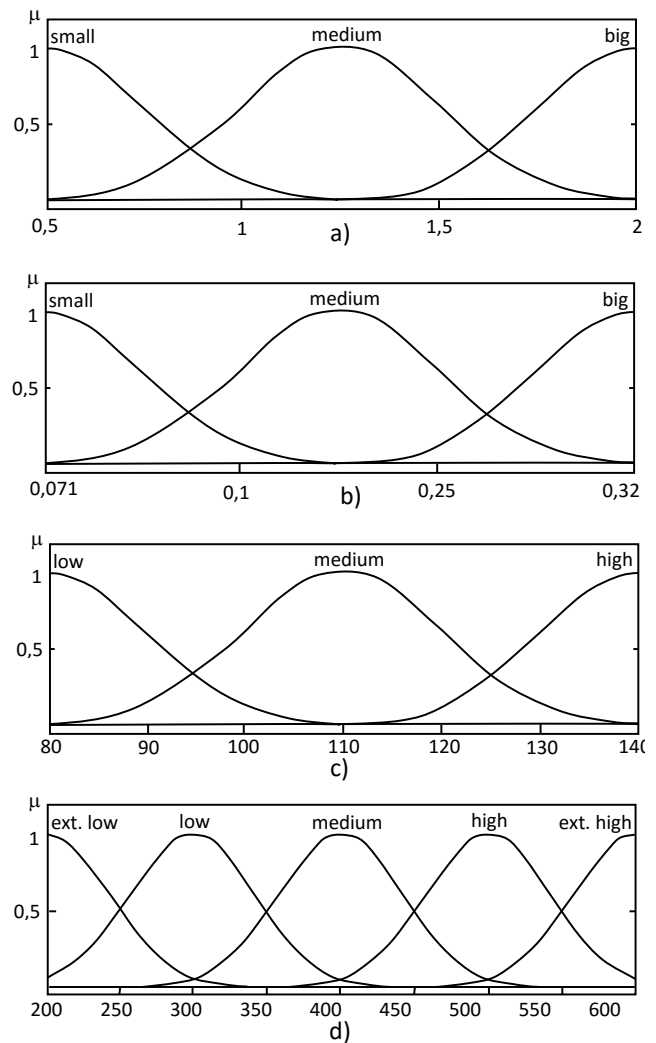 μ
small medium big
1
0,5
0,5 1 1,5 2
a)
μ
small medium big
1
0,5
0,071 0,1 0,25 0,32
b)
μ
low medium high
1
0,5
80 90 100 110 120 130 140
c)
μ
ext. low low medium high ext. high
1
0,5
200 250 300 350 400 450 500 550 600
d)